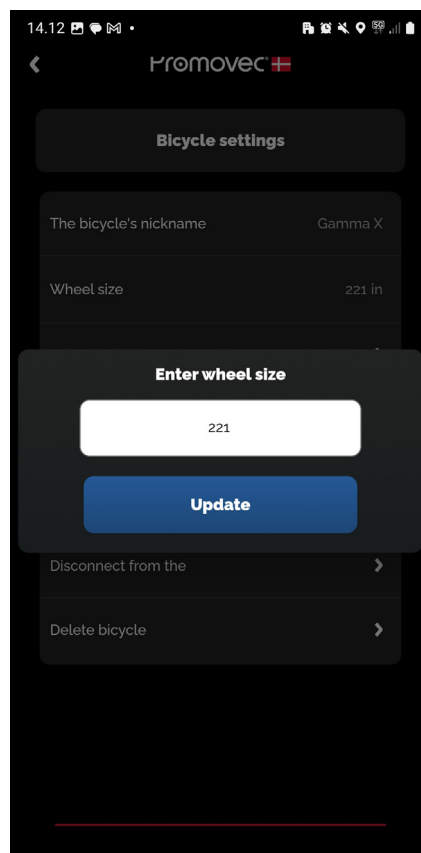 14.12
Promovec
Bicycle settings
The bicycle's nickname Gamma X
Wheel size 221 in
Enter wheel size
221
Update
Disconnect from the
Delete bicycle